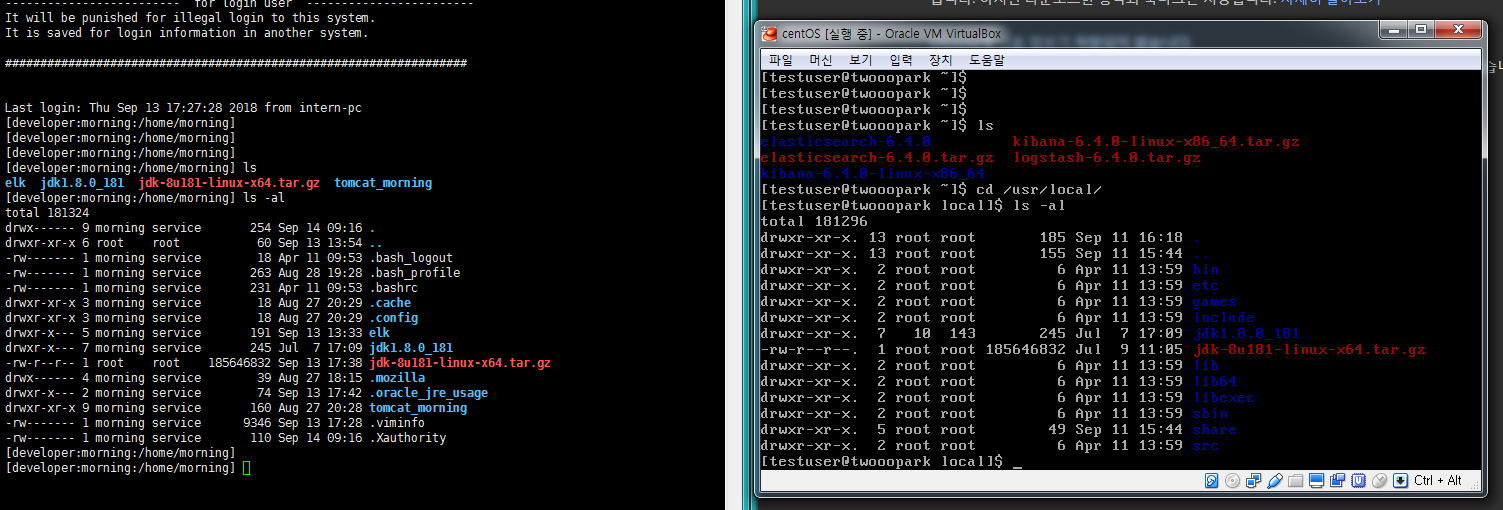 ------------------------- for login user -------------------------
It will be punished for illegal login to this system.
It is saved for login information in another system.
##################################################################
Last login: Thu Sep 13 17:27:28 2018 from intern-pc
[developer:morning:/home/morning]
[developer:morning:/home/morning]
[developer:morning:/home/morning]
[developer:morning:/home/morning] ls
elk jdk1.8.0_181 jdk-8u181-linux-x64.tar.gz tomcat_morning
[developer:morning:/home/morning] ls -al
total 181324
drwx------ 9 morning service 254 Sep 14 09:16 .
drwxr-xr-x 6 root root 60 Sep 13 13:54 ..
-rw------- 1 morning service 18 Apr 11 09:53 .bash_logout
-rw------- 1 morning service 263 Aug 28 19:28 .bash_profile
-rw------- 1 morning service 231 Apr 11 09:53 .bashrc
drwxr-xr-x 3 morning service 18 Aug 27 20:29 .cache
drwxr-xr-x 3 morning service 18 Aug 27 20:29 .config
drwxr-x--- 5 morning service 191 Sep 13 13:33 elk
drwxr-x--- 7 morning service 245 Jul 7 17:09 jdk1.8.0_181
-rw-r--r-- 1 root root 185646832 Sep 13 17:38 jdk-8u181-linux-x64.tar.gz
drwx------ 4 morning service 39 Aug 27 18:15 .mozilla
drwxr-x--- 2 morning service 74 Sep 13 17:42 .oracle_jre_usage
drwxr-xr-x 9 morning service 160 Aug 27 20:28 tomcat_morning
-rw------- 1 morning service 9346 Sep 13 17:28 .viminfo
-rw------- 1 morning service 110 Sep 14 09:16 .Xauthority
[developer:morning:/home/morning]
[developer:morning:/home/morning]
centOS [실행 중] - Oracle VM VirtualBox
파일 머신 보기 입력 장치 도움말
[testuser@twooopark ~]$
[testuser@twooopark ~]$
[testuser@twooopark ~]$
[testuser@twooopark ~]$ ls
elasticsearch-6.4.0 kibana-6.4.0-linux-x86_64.tar.gz
elasticsearch-6.4.0.tar.gz logstash-6.4.0.tar.gz
kibana-6.4.0-linux-x86_64
[testuser@twooopark ~]$ cd /usr/local/
[testuser@twooopark local]$ ls -al
total 181296
drwxr-xr-x. 13 root root 185 Sep 11 16:18 .
drwxr-xr-x. 13 root root 155 Sep 11 15:44 ..
drwxr-xr-x. 2 root root 6 Apr 11 13:59 bin
drwxr-xr-x. 2 root root 6 Apr 11 13:59 etc
drwxr-xr-x. 2 root root 6 Apr 11 13:59 games
drwxr-xr-x. 2 root root 6 Apr 11 13:59 include
drwxr-xr-x. 7 10 143 245 Jul 7 17:09 jdk1.8.0_181
-rw-r--r--. 1 root root 185646832 Jul 9 11:05 jdk-8u181-linux-x64.tar.gz
drwxr-xr-x. 2 root root 6 Apr 11 13:59 lib
drwxr-xr-x. 2 root root 6 Apr 11 13:59 lib64
drwxr-xr-x. 2 root root 6 Apr 11 13:59 libexec
drwxr-xr-x. 2 root root 6 Apr 11 13:59 sbin
drwxr-xr-x. 5 root root 49 Sep 11 15:44 share
drwxr-xr-x. 2 root root 6 Apr 11 13:59 src
[testuser@twooopark local]$ _
Ctrl + Alt